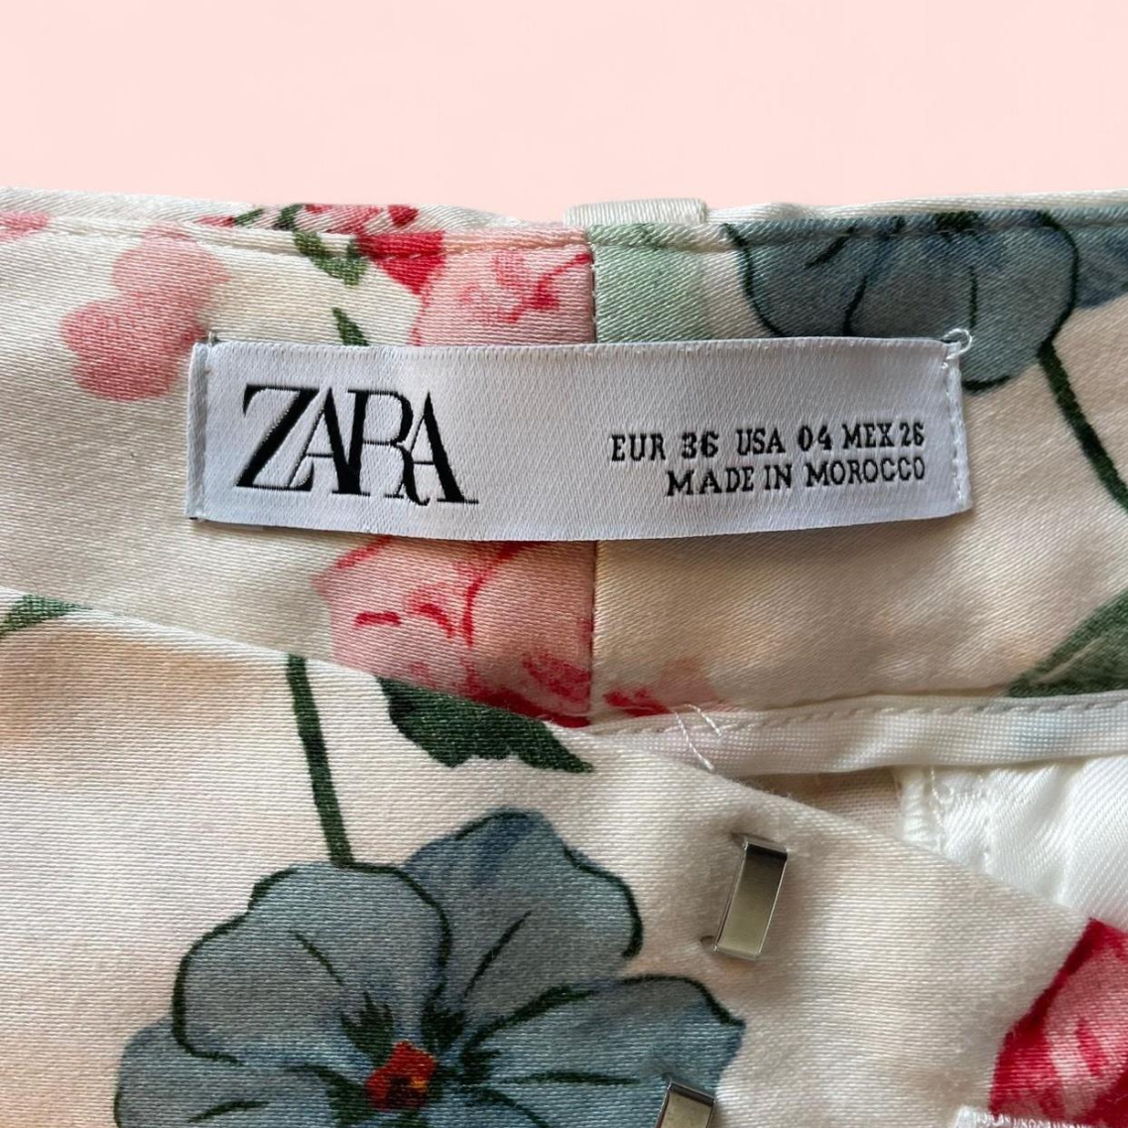 ZARA
EUR 36 USA 04 MEX 26
MADE IN MOROCCO